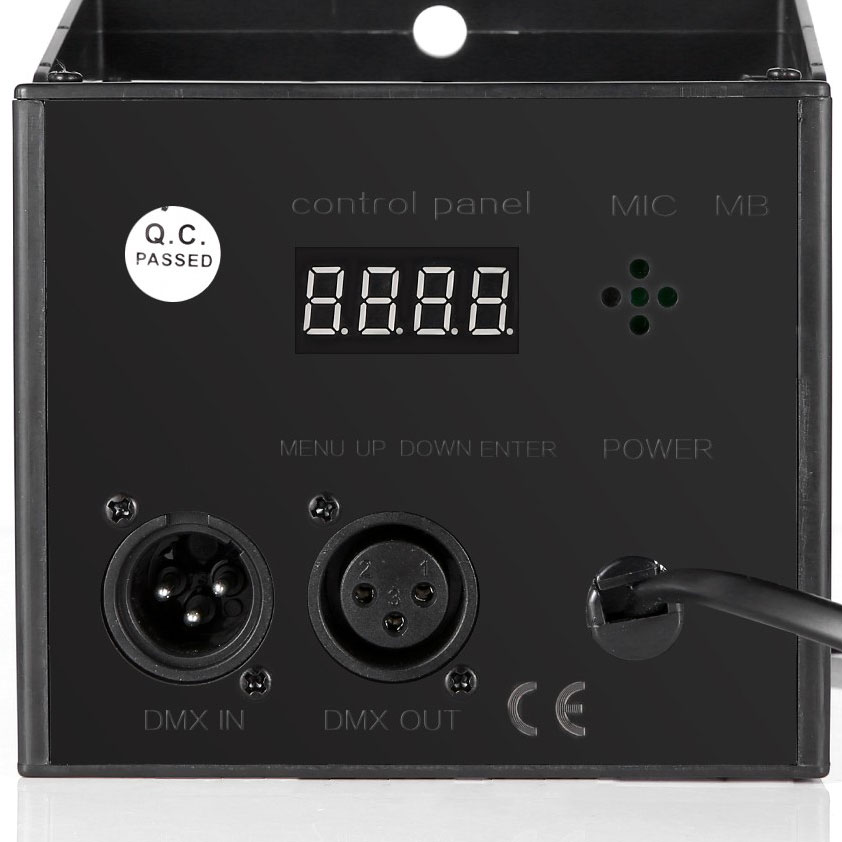 control panel
MIC MB
Q.C.
PASSED
8.8.8.8.
MENU UP DOWN ENTER
POWER
2 1
3
DMX IN
DMX OUT
CE